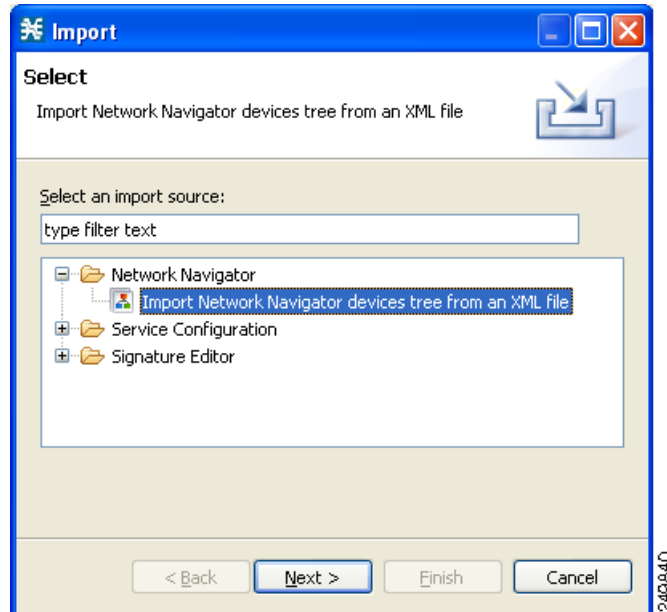 Import
Select
Import Network Navigator devices tree from an XML file
Select an import source:
type filter text
Network Navigator
Import Network Navigator devices tree from an XML file
Service Configuration
Signature Editor
< Back
Next >
Finish
Cancel
249840